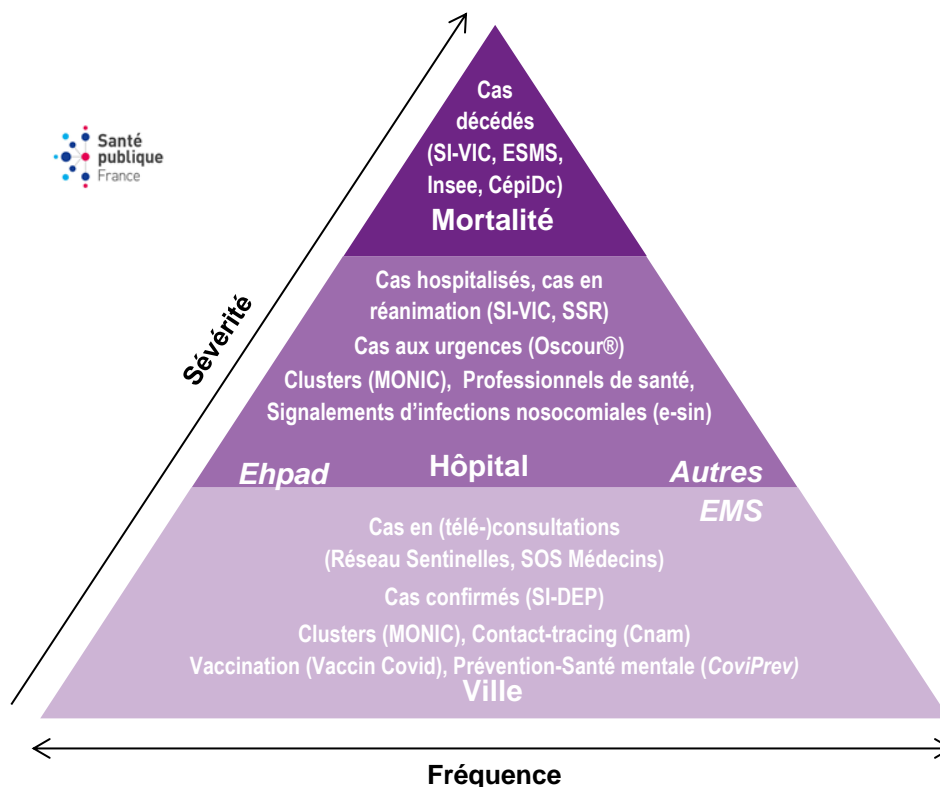 Santé
publique
France
Cas
décédés
(SI-VIC, ESMS,
Insee, CépiDc)
Mortalité
Sévérité
Cas hospitalisés, cas en
réanimation (SI-VIC, SSR)
Cas aux urgences (Oscour®)
Clusters (MONIC), Professionnels de santé,
Signalements d'infections nosocomiales (e-sin)
Ehpad
Hôpital
Autres
EMS
Cas en (télé-)consultations
(Réseau Sentinelles, SOS Médecins)
Cas confirmés (SI-DEP)
Clusters (MONIC), Contact-tracing (Cnam)
Vaccination (Vaccin Covid), Prévention-Santé mentale (CoviPrev)
Ville
Fréquence